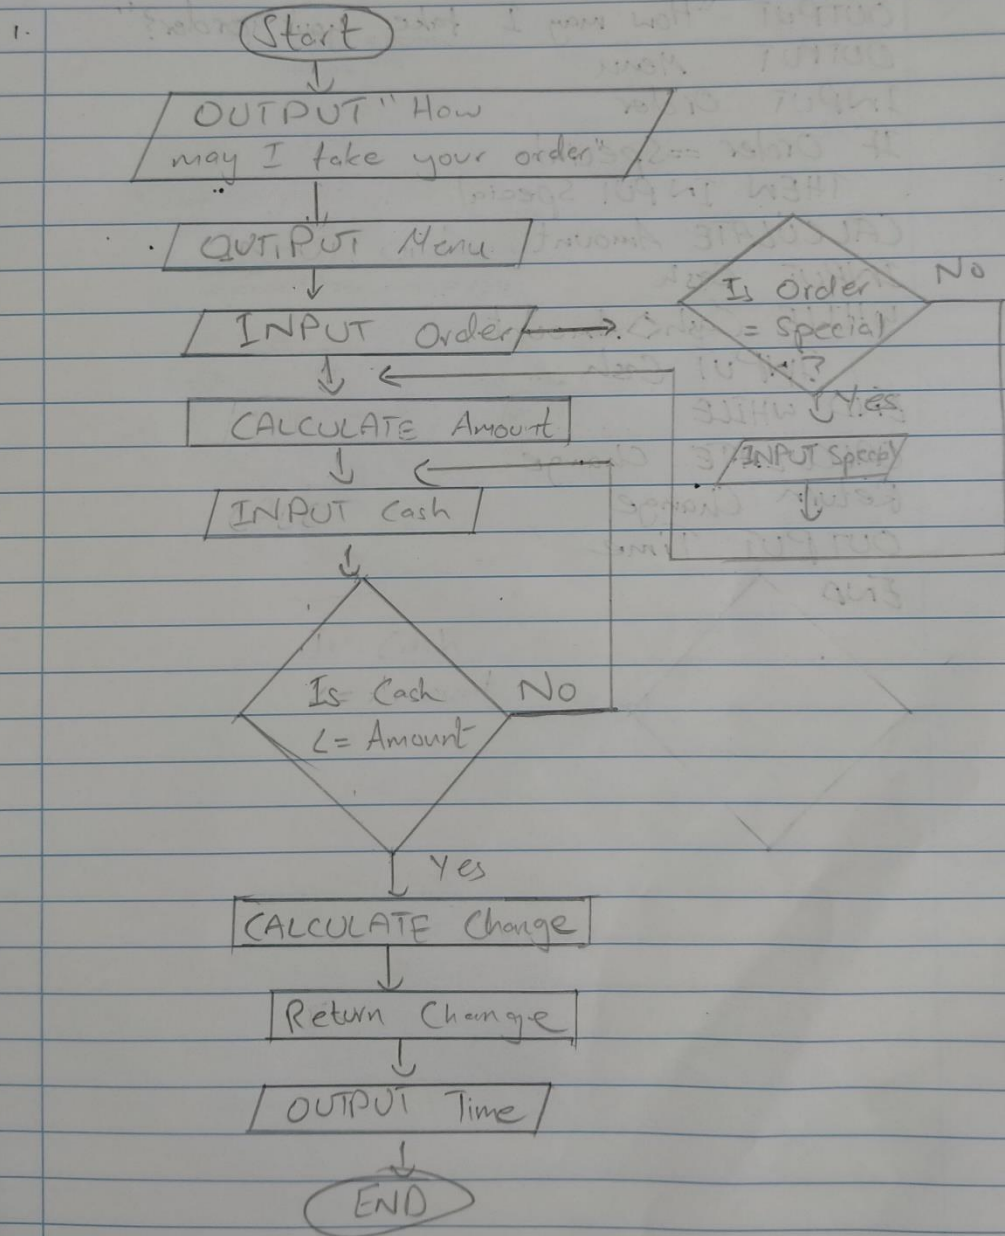 1.
Start
OUTPUT "How
may I take your order"
OUTPUT Menu
INPUT Order
Is Order
= Special
?
No
Yes
INPUT Specify
CALCULATE Amount
INPUT Cash
Is Cash
<= Amount
No
Yes
CALCULATE Change
Return Change
OUTPUT Time
END